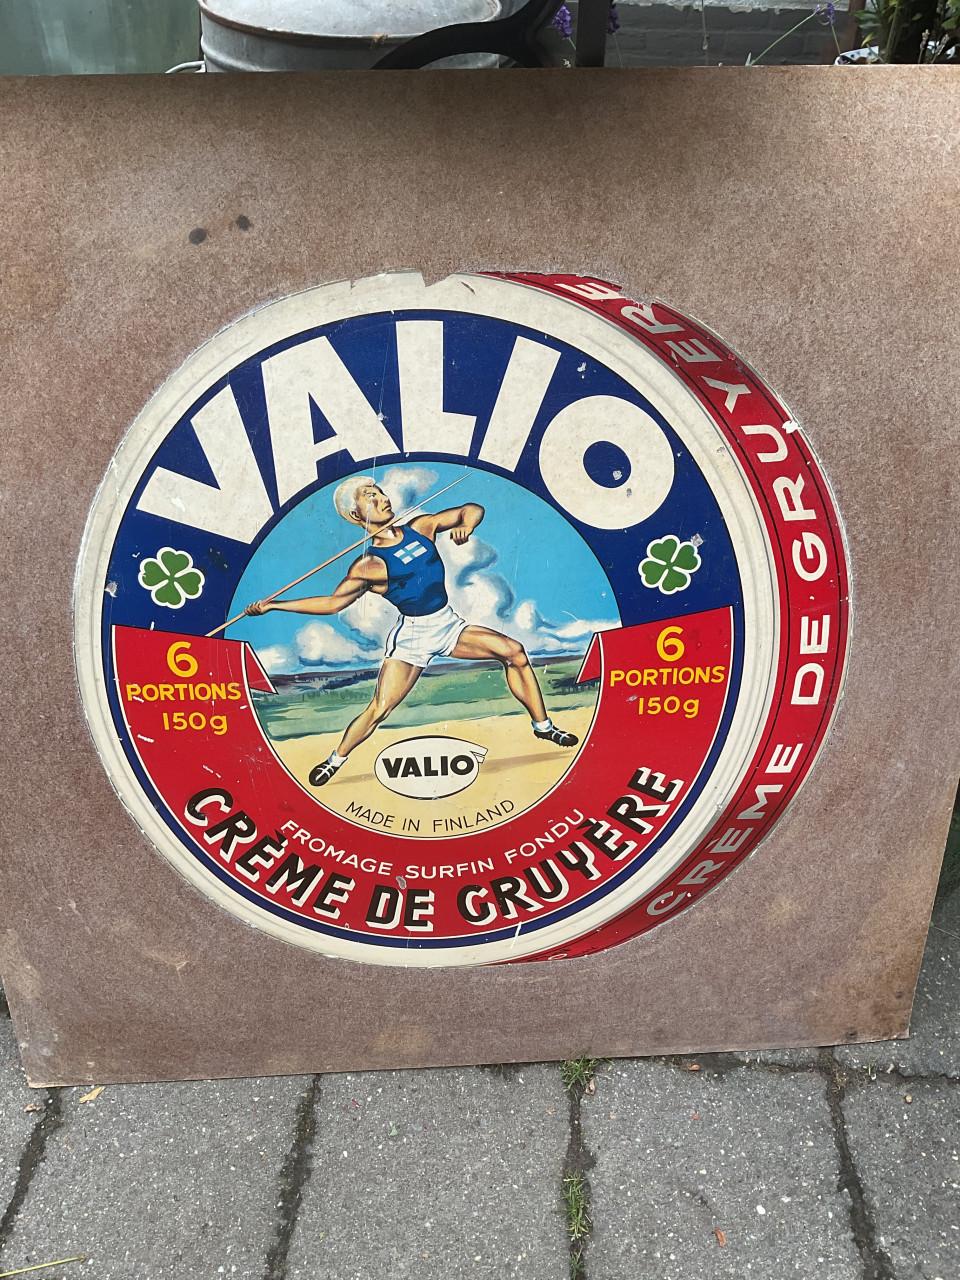 VALIO
6
PORTIONS
150g
6
PORTIONS
150g
VALIO
MADE IN FINLAND
FROMAGE SURFIN FONDU
CRÈME DE GRUYÈRE
CRÈME DE GRUYÈRE